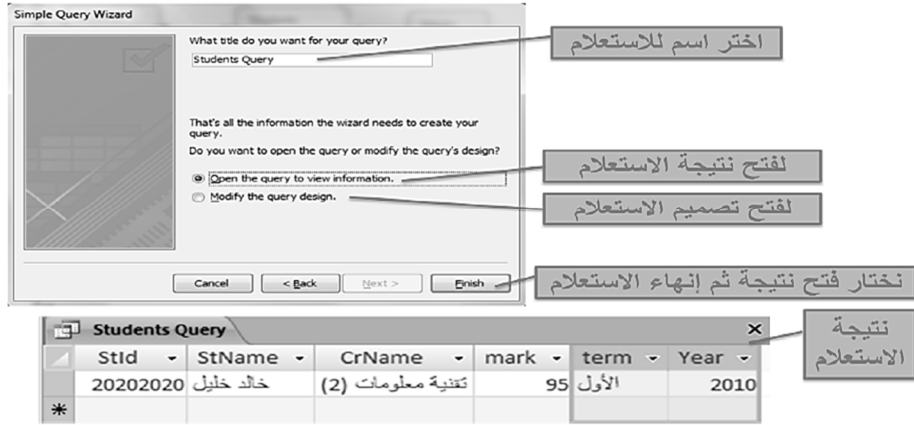 Simple Query Wizard
What title do you want for your query?
Students Query
اختر اسم للاستعلام
That's all the information the wizard needs to create your
query.
Do you want to open the query or modify the query's design?
Open the query to view information.
لفتح نتيجة الاستعلام
Modify the query design.
لفتح تصميم الاستعلام
Cancel
< Back
Next >
Finish
نختار فتح نتيجة ثم إنهاء الاستعلام
Students Query
StId StName CrName mark term Year
20202020 خالد خليل تقنية معلومات (2) 95 الأول 2010
نتيجة
الاستعلام